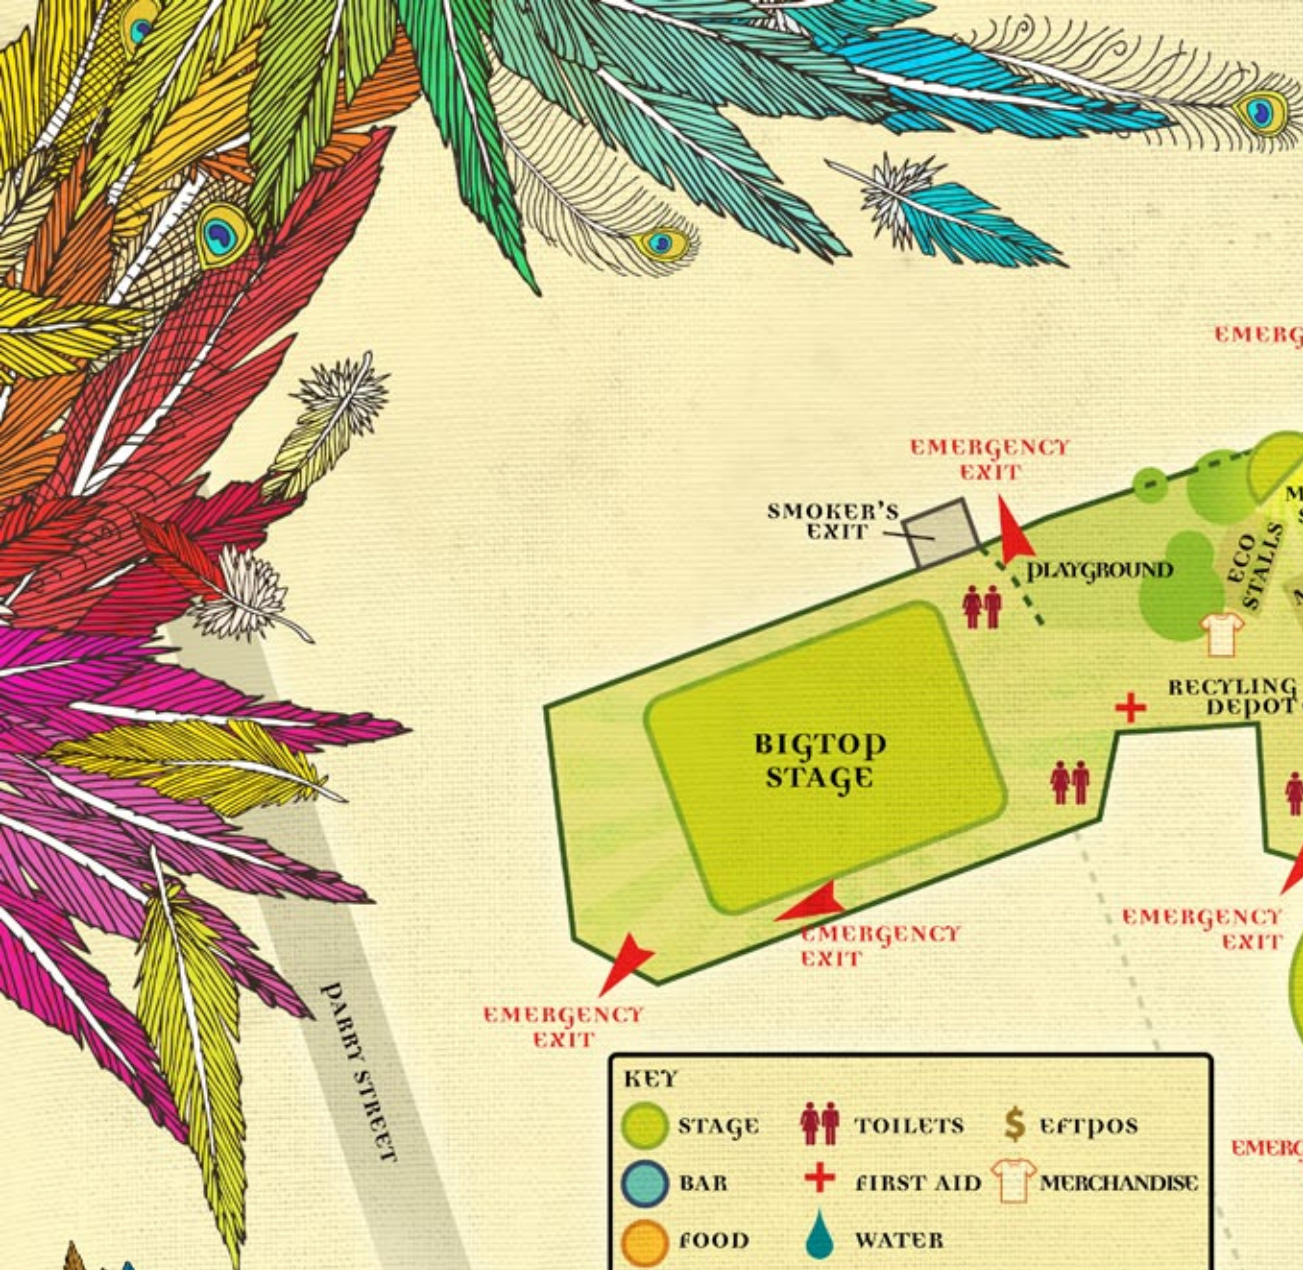 EMERG
EMERGENCY
EXIT
SMOKER'S
EXIT
PLAYGROUND
ECO
STALLS
RECYLING
DEPOT
BIGTOP
STAGE
EMERGENCY
EXIT
EMERGENCY
EXIT
EMERGENCY
EXIT
PARRY STREET
KEY
STAGE
TOILETS
$ EFTPOS
BAR
FIRST AID
MERCHANDISE
FOOD
WATER
EMERG